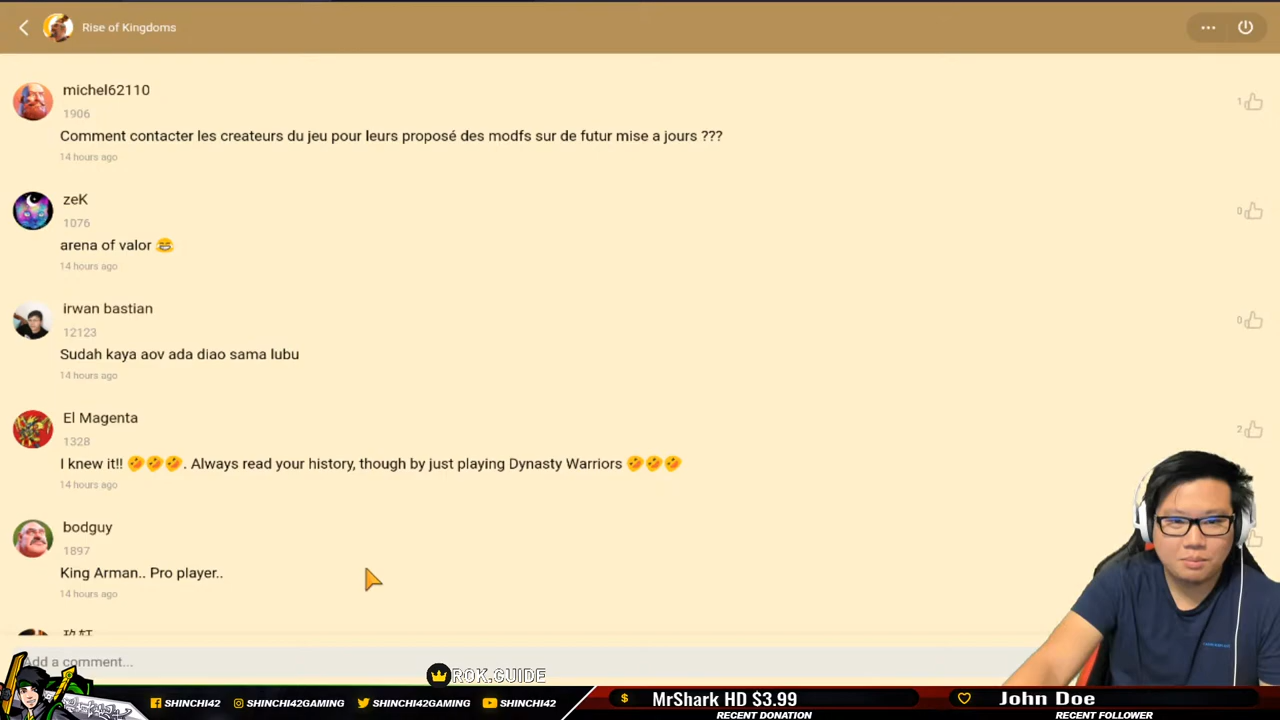 Rise of Kingdoms
michel62110
1906
Comment contacter les createurs du jeu pour leurs proposé des modfs sur de futur mise a jours ???
14 hours ago
1
zeK
1076
arena of valor 😂
14 hours ago
0
irwan bastian
12123
Sudah kaya aov ada diao sama lubu
14 hours ago
0
El Magenta
1328
I knew it!! 🤣🤣🤣. Always read your history, though by just playing Dynasty Warriors 🤣🤣🤣
14 hours ago
2
bodguy
1897
King Arman.. Pro player..
14 hours ago
Add a comment...
ROK.GUIDE
SHINCHI42
SHINCHI42GAMING
SHINCHI42GAMING
SHINCHI42
$ MrShark HD $3.99
RECENT DONATION
John Doe
RECENT FOLLOWER